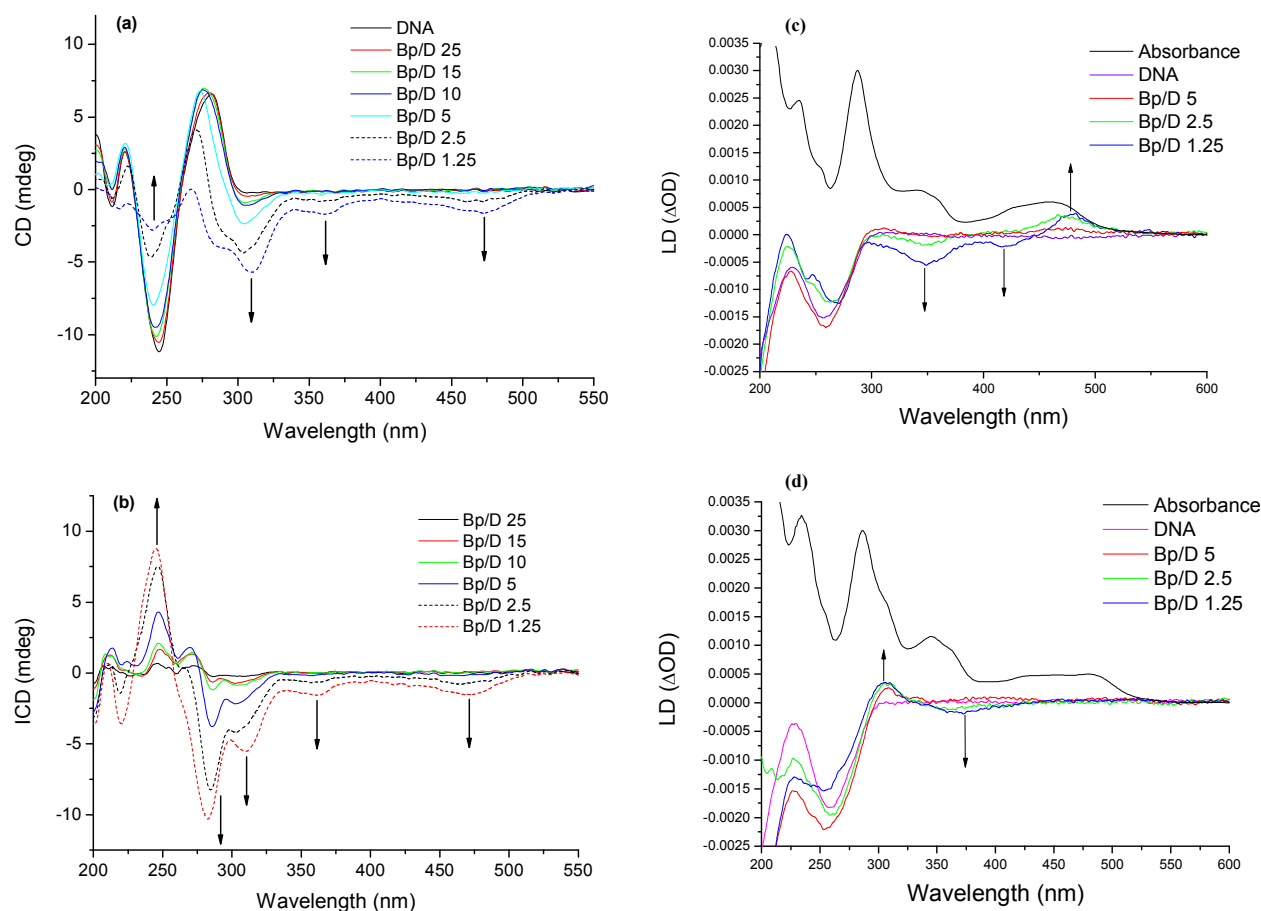 (a)
DNA
Bp/D 25
Bp/D 15
Bp/D 10
Bp/D 5
Bp/D 2.5
Bp/D 1.25
10
5
0
-5
-10
CD (mdeg)
200 250 300 350 400 450 500 550
Wavelength (nm)
(c)
Absorbance
DNA
Bp/D 5
Bp/D 2.5
Bp/D 1.25
0.0035
0.0030
0.0025
0.0020
0.0015
0.0010
0.0005
0.0000
-0.0005
-0.0010
-0.0015
-0.0020
-0.0025
LD (ΔOD)
200 300 400 500 600
Wavelength (nm)
(b)
Bp/D 25
Bp/D 15
Bp/D 10
Bp/D 5
Bp/D 2.5
Bp/D 1.25
10
5
0
-5
-10
ICD (mdeg)
200 250 300 350 400 450 500 550
Wavelength (nm)
(d)
Absorbance
DNA
Bp/D 5
Bp/D 2.5
Bp/D 1.25
0.0035
0.0030
0.0025
0.0020
0.0015
0.0010
0.0005
0.0000
-0.0005
-0.0010
-0.0015
-0.0020
-0.0025
LD (ΔOD)
200 250 300 350 400 450 500 550 600
Wavelength (nm)